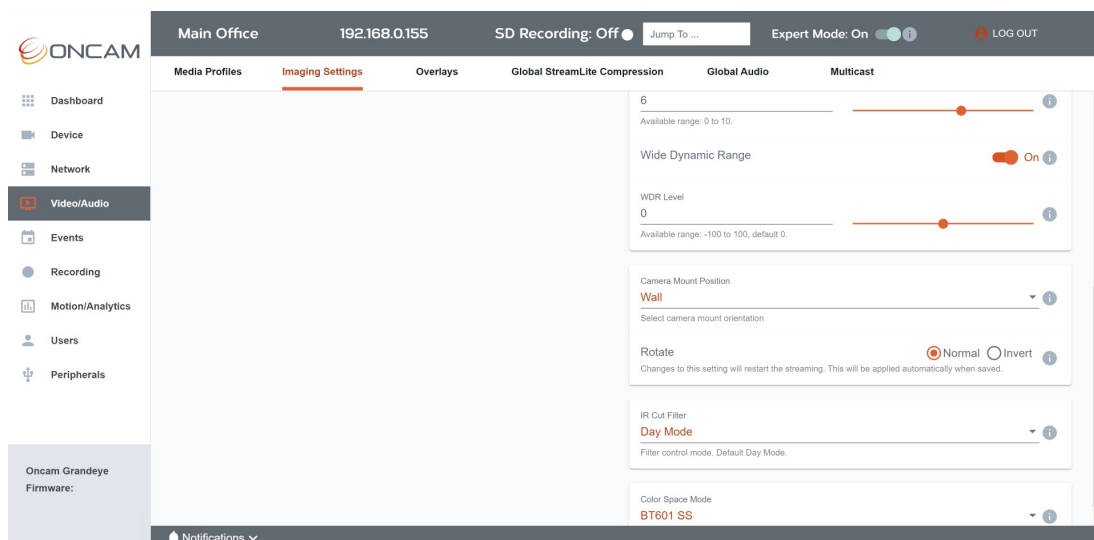 ONCAM
Main Office 192.168.0.155 SD Recording: Off Jump To ... Expert Mode: On LOG OUT
Media Profiles Imaging Settings Overlays Global StreamLite Compression Global Audio Multicast
Dashboard
Device
Network
Video/Audio
Events
Recording
Motion/Analytics
Users
Peripherals
Oncam Grandeye
Firmware:
6
Available range: 0 to 10.
Wide Dynamic Range On
WDR Level
0
Available range: -100 to 100, default 0.
Camera Mount Position
Wall
Select camera mount orientation
Rotate Normal Invert
Changes to this setting will restart the streaming. This will be applied automatically when saved.
IR Cut Filter
Day Mode
Filter control mode. Default Day Mode.
Color Space Mode
BT601 SS
Notifications